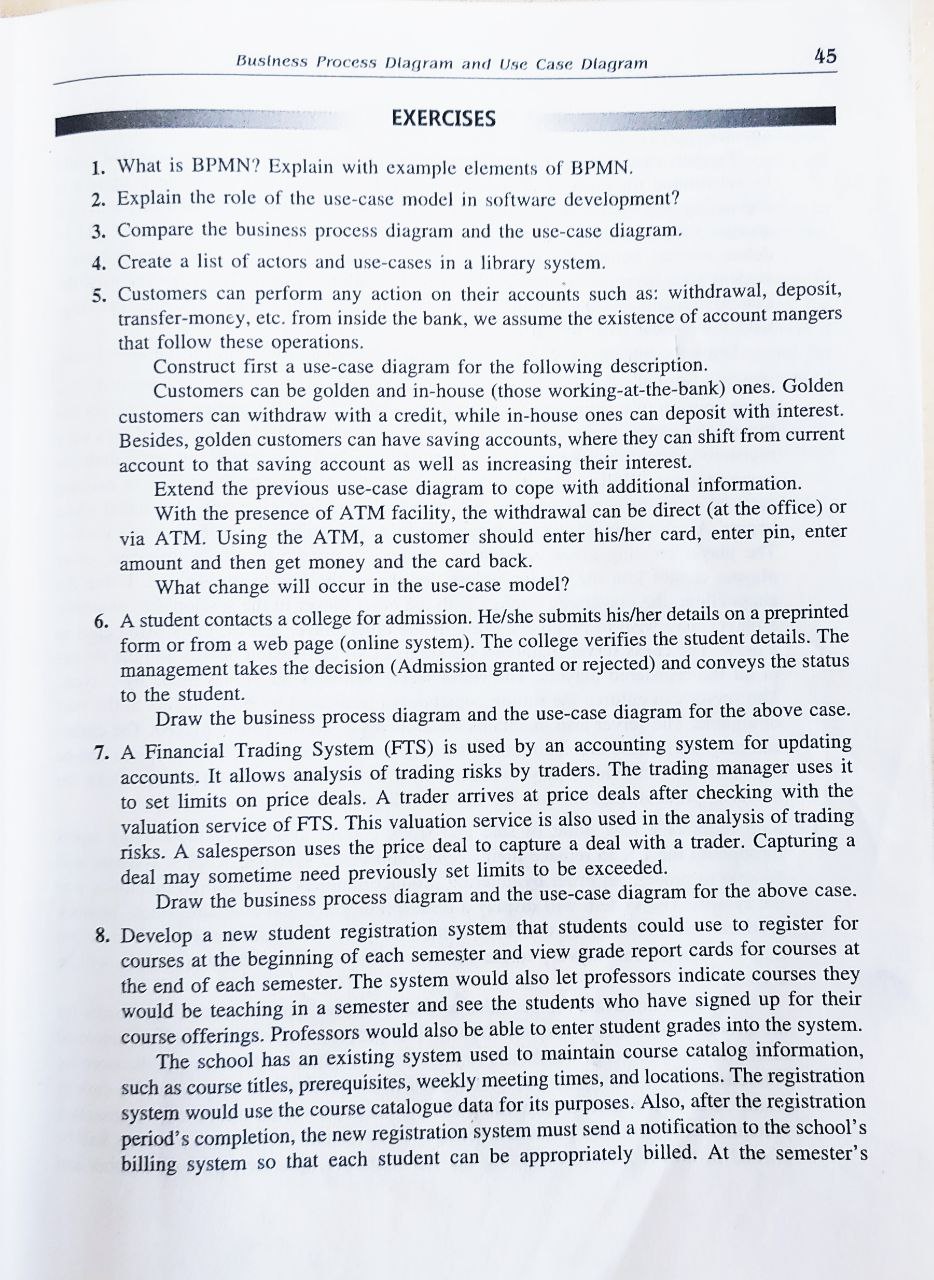 Business Process Diagram and Use Case Diagram 45
EXERCISES
1. What is BPMN? Explain with example elements of BPMN.
2. Explain the role of the use-case model in software development?
3. Compare the business process diagram and the use-case diagram.
4. Create a list of actors and use-cases in a library system.
5. Customers can perform any action on their accounts such as: withdrawal, deposit,
transfer-money, etc. from inside the bank, we assume the existence of account mangers
that follow these operations.
Construct first a use-case diagram for the following description.
Customers can be golden and in-house (those working-at-the-bank) ones. Golden
customers can withdraw with a credit, while in-house ones can deposit with interest.
Besides, golden customers can have saving accounts, where they can shift from current
account to that saving account as well as increasing their interest.
Extend the previous use-case diagram to cope with additional information.
With the presence of ATM facility, the withdrawal can be direct (at the office) or
via ATM. Using the ATM, a customer should enter his/her card, enter pin, enter
amount and then get money and the card back.
What change will occur in the use-case model?
6. A student contacts a college for admission. He/she submits his/her details on a preprinted
form or from a web page (online system). The college verifies the student details. The
management takes the decision (Admission granted or rejected) and conveys the status
to the student.
Draw the business process diagram and the use-case diagram for the above case.
7. A Financial Trading System (FTS) is used by an accounting system for updating
accounts. It allows analysis of trading risks by traders. The trading manager uses it
to set limits on price deals. A trader arrives at price deals after checking with the
valuation service of FTS. This valuation service is also used in the analysis of trading
risks. A salesperson uses the price deal to capture a deal with a trader. Capturing a
deal may sometime need previously set limits to be exceeded.
Draw the business process diagram and the use-case diagram for the above case.
8. Develop a new student registration system that students could use to register for
courses at the beginning of each semester and view grade report cards for courses at
the end of each semester. The system would also let professors indicate courses they
would be teaching in a semester and see the students who have signed up for their
course offerings. Professors would also be able to enter student grades into the system.
The school has an existing system used to maintain course catalog information,
such as course titles, prerequisites, weekly meeting times, and locations. The registration
system would use the course catalogue data for its purposes. Also, after the registration
period's completion, the new registration system must send a notification to the school's
billing system so that each student can be appropriately billed. At the semester's